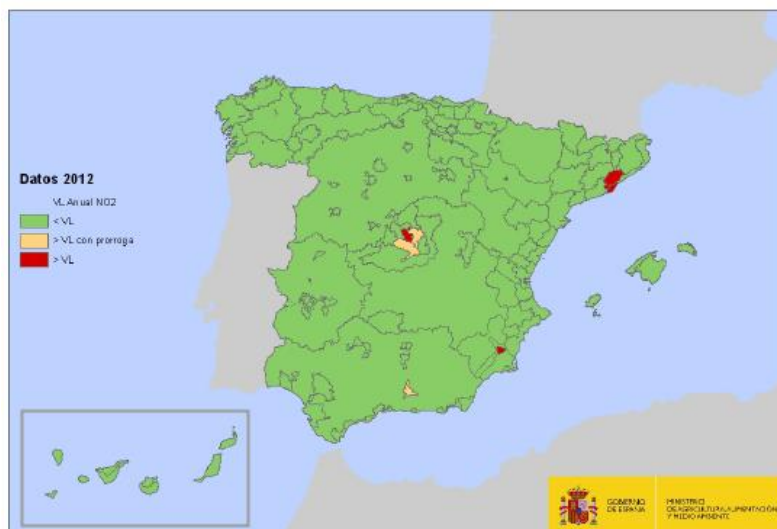 Datos 2012
VL Anual NO2
< VL
> VL con prorroga
> VL
GOBIERNO
DE ESPAÑA
MINISTERIO
DE AGRICULTURA, ALIMENTACIÓN
Y MEDIO AMBIENTE